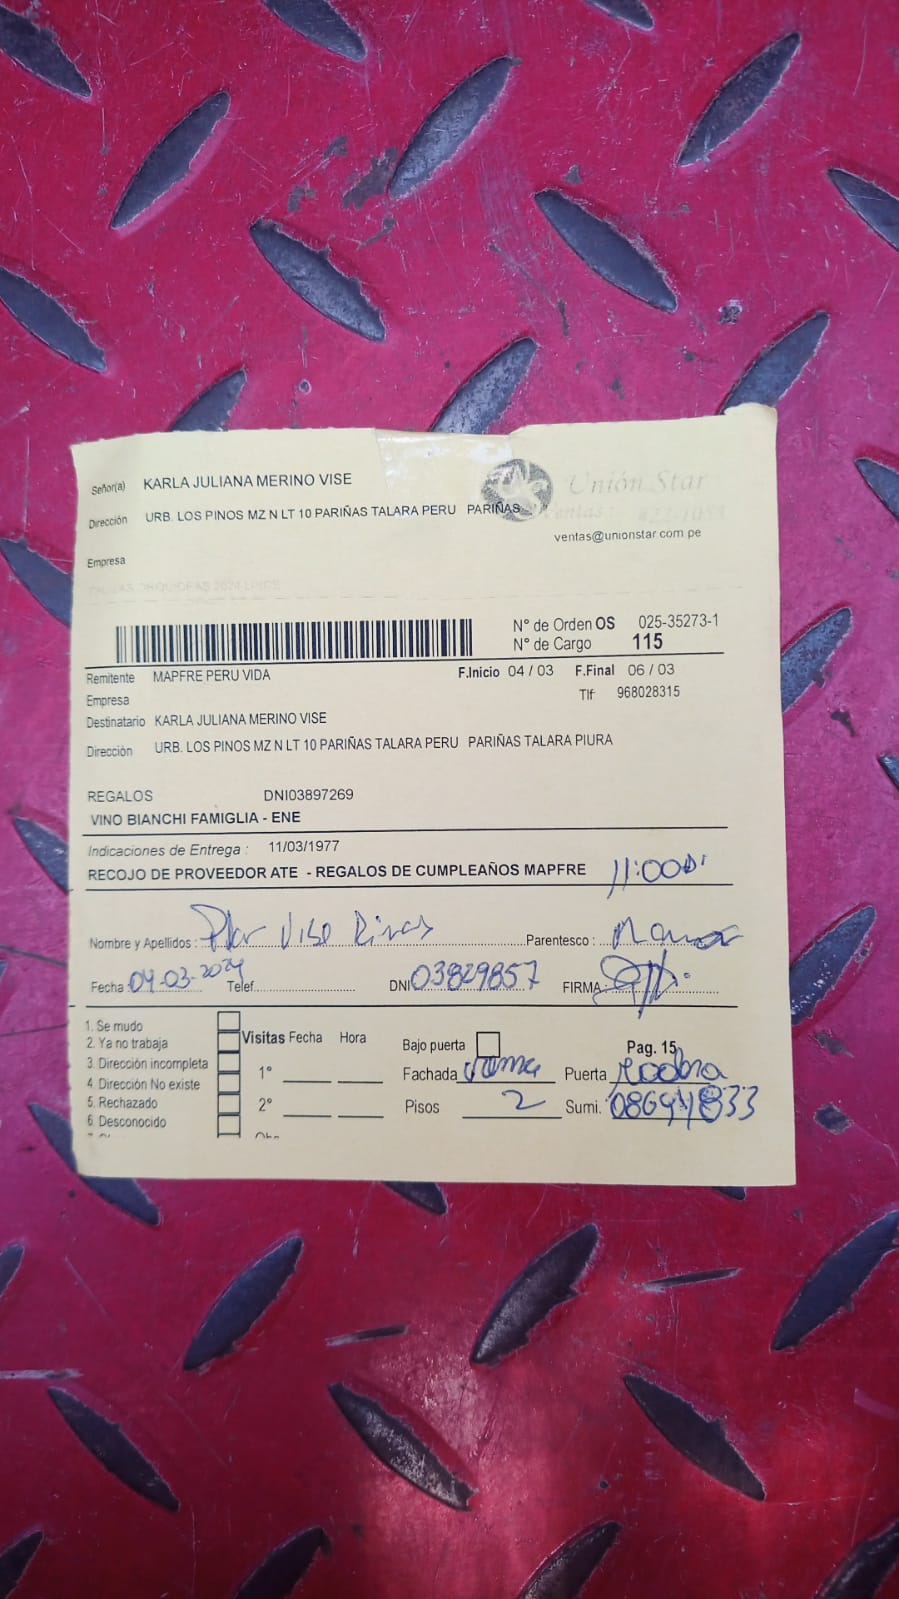 Señor(a) KARLA JULIANA MERINO VISE
Dirección URB. LOS PINOS MZ N LT 10 PARIÑAS TALARA PERU PARIÑAS
Unión Star
Ventas:
ventas@unionstar.com.pe
Empresa
N° de Orden OS 025-35273-1
N° de Cargo 115
Remitente MAPFRE PERU VIDA F.Inicio 04 / 03 F.Final 06 / 03
Empresa Tlf 968028315
Destinatario KARLA JULIANA MERINO VISE
Dirección URB. LOS PINOS MZ N LT 10 PARIÑAS TALARA PERU PARIÑAS TALARA PIURA
REGALOS DNI03897269
VINO BIANCHI FAMIGLIA - ENE
Indicaciones de Entrega : 11/03/1977
RECOJO DE PROVEEDOR ATE - REGALOS DE CUMPLEAÑOS MAPFRE 11:00
Nombre y Apellidos : Flor Vise Rivas Parentesco : Mama
Fecha 04-03-2024 Telef. DNI 03829857 FIRMA
1. Se mudo
2. Ya no trabaja
3. Dirección incompleta
4. Dirección No existe
5. Rechazado
6. Desconocido
Visitas Fecha Hora
1°
2°
Bajo puerta Pag. 15
Fachada Puerta
Pisos 2 Sumi.